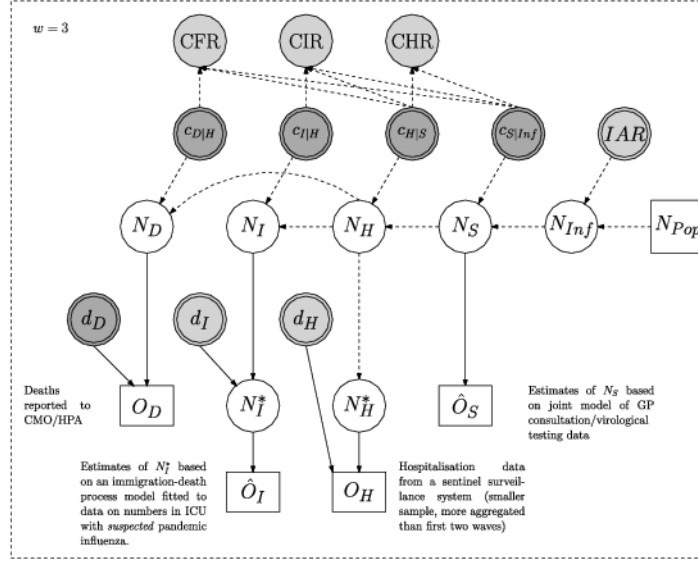 w = 3
CFR
CIR
CHR
c_{D|H}
c_{I|H}
c_{H|S}
c_{S|Inf}
IAR
N_D
N_I
N_H
N_S
N_{Inf}
N_{Pop}
d_D
d_I
d_H
Deaths
reported to
CMO/HPA
O_D
N_I^*
N_H^*
Ô_S
Estimates of N_S based
on joint model of GP
consultation/virological
testing data
Estimates of N_I^* based
on an immigration-death
process model fitted to
data on numbers in ICU
with suspected pandemic
influenza.
Ô_I
O_H
Hospitalisation data
from a sentinel surveil-
lance system (smaller
sample, more aggregated
than first two waves)